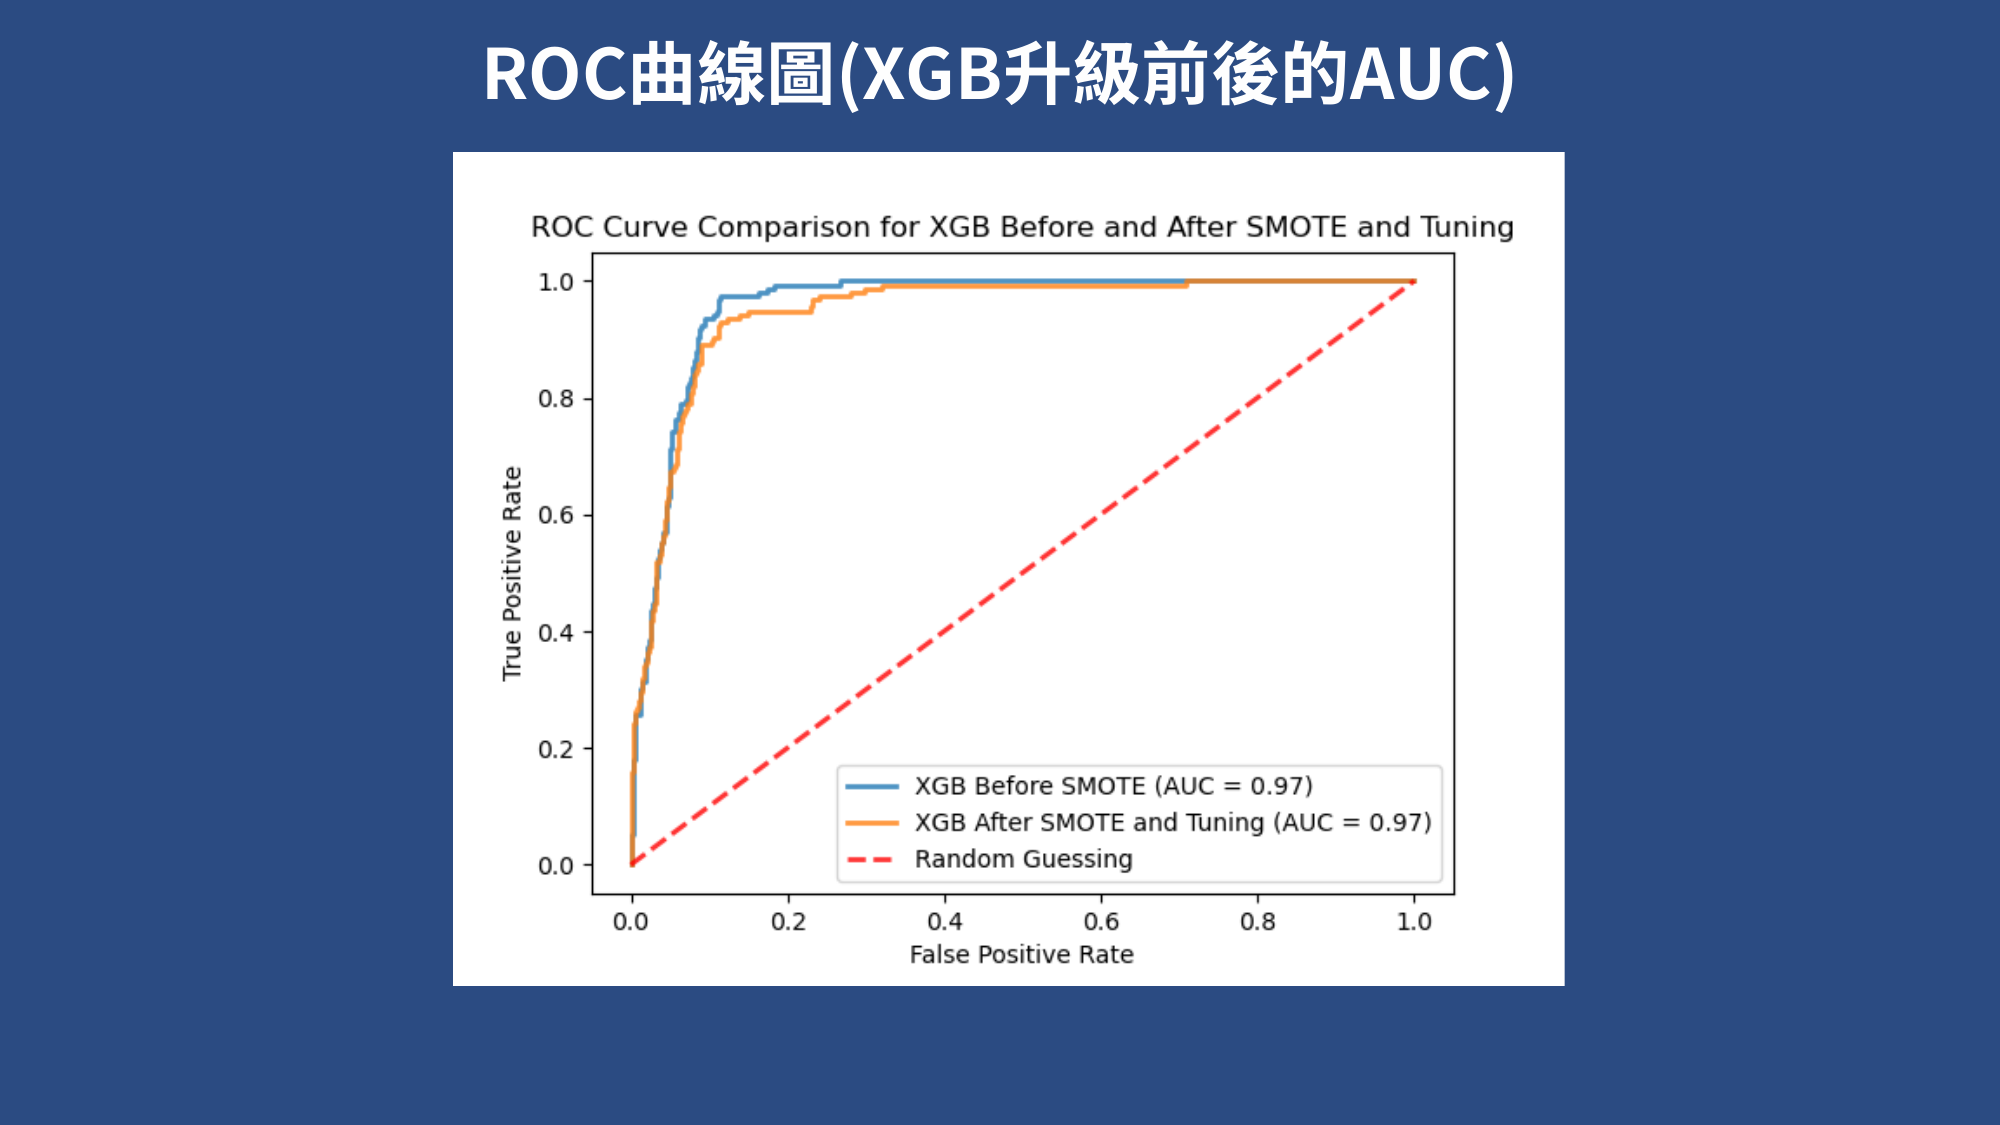 ROC曲線圖(XGB升級前後的AUC)
ROC Curve Comparison for XGB Before and After SMOTE and Tuning
1.0
0.8
0.6
0.4
0.2
0.0
True Positive Rate
XGB Before SMOTE (AUC = 0.97)
XGB After SMOTE and Tuning (AUC = 0.97)
Random Guessing
0.0 0.2 0.4 0.6 0.8 1.0
False Positive Rate